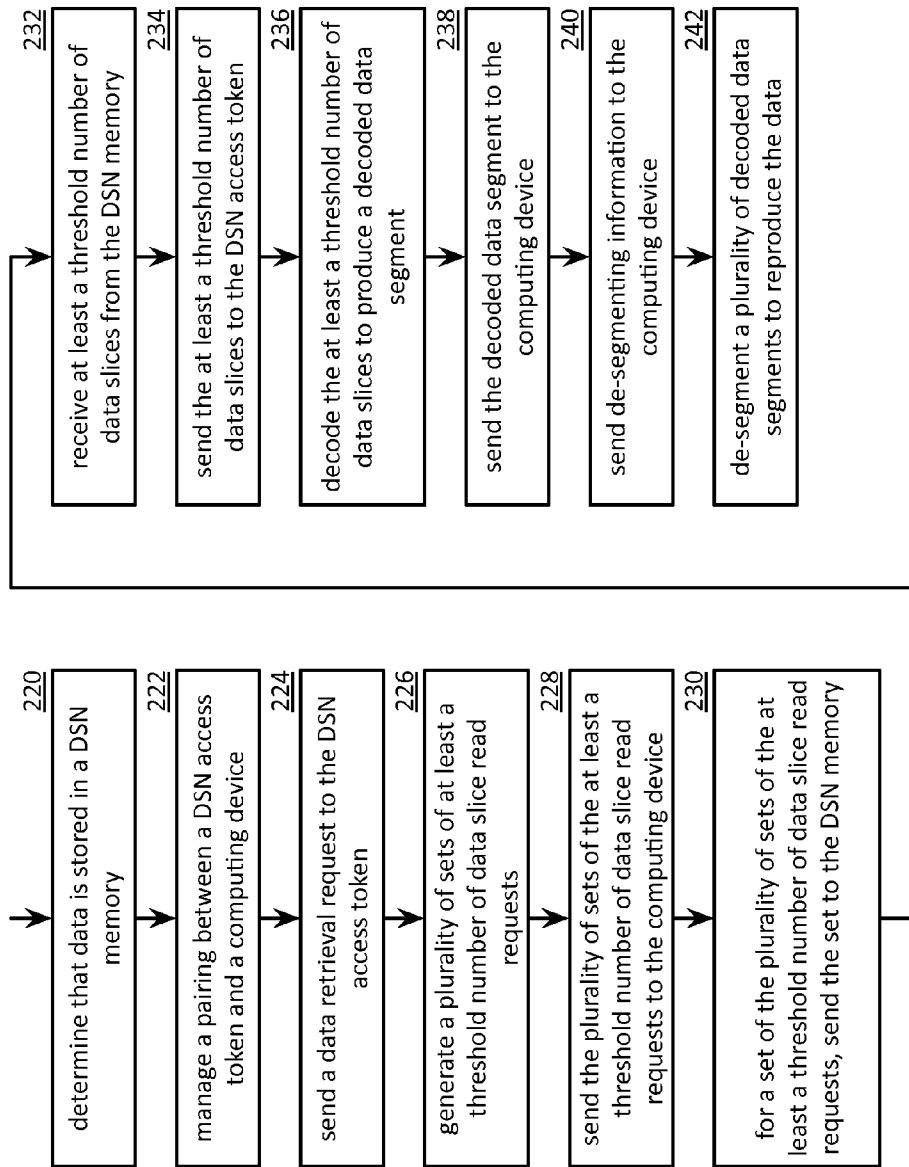 220
determine that data is stored in a DSN
memory
222
manage a pairing between a DSN access
token and a computing device
224
send a data retrieval request to the DSN
access token
226
generate a plurality of sets of at least a
threshold number of data slice read
requests
228
send the plurality of sets of the at least a
threshold number of data slice read
requests to the computing device
230
for a set of the plurality of sets of the at
least a threshold number of data slice read
requests, send the set to the DSN memory
232
receive at least a threshold number of
data slices from the DSN memory
234
send the at least a threshold number of
data slices to the DSN access token
236
decode the at least a threshold number of
data slices to produce a decoded data
segment
238
send the decoded data segment to the
computing device
240
send de-segmenting information to the
computing device
242
de-segment a plurality of decoded data
segments to reproduce the data